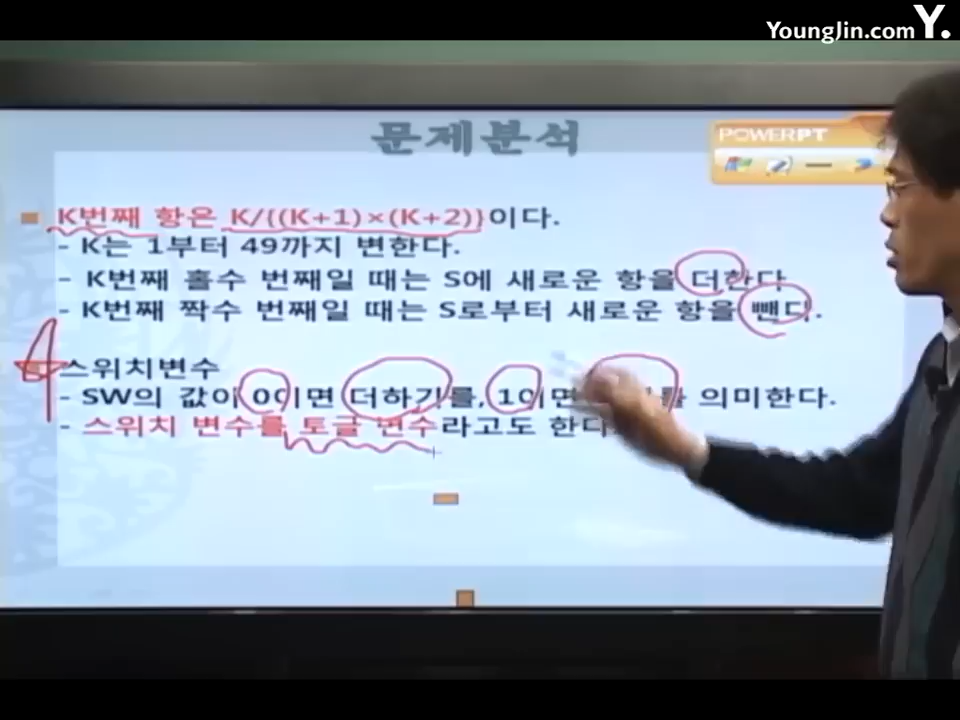 YoungJin.com Y.
문제분석
POWERPT
K번째 항은 K/{(K+1)×(K+2)}이다.
- K는 1부터 49까지 변한다.
- K번째 홀수 번째일 때는 S에 새로운 항을 더한다
- K번째 짝수 번째일 때는 S로부터 새로운 항을 뺀다.
스위치변수
- SW의 값이 0이면 더하기를, 1이면 를 의미한다.
- 스위치 변수를 토글 변수라고도 한다